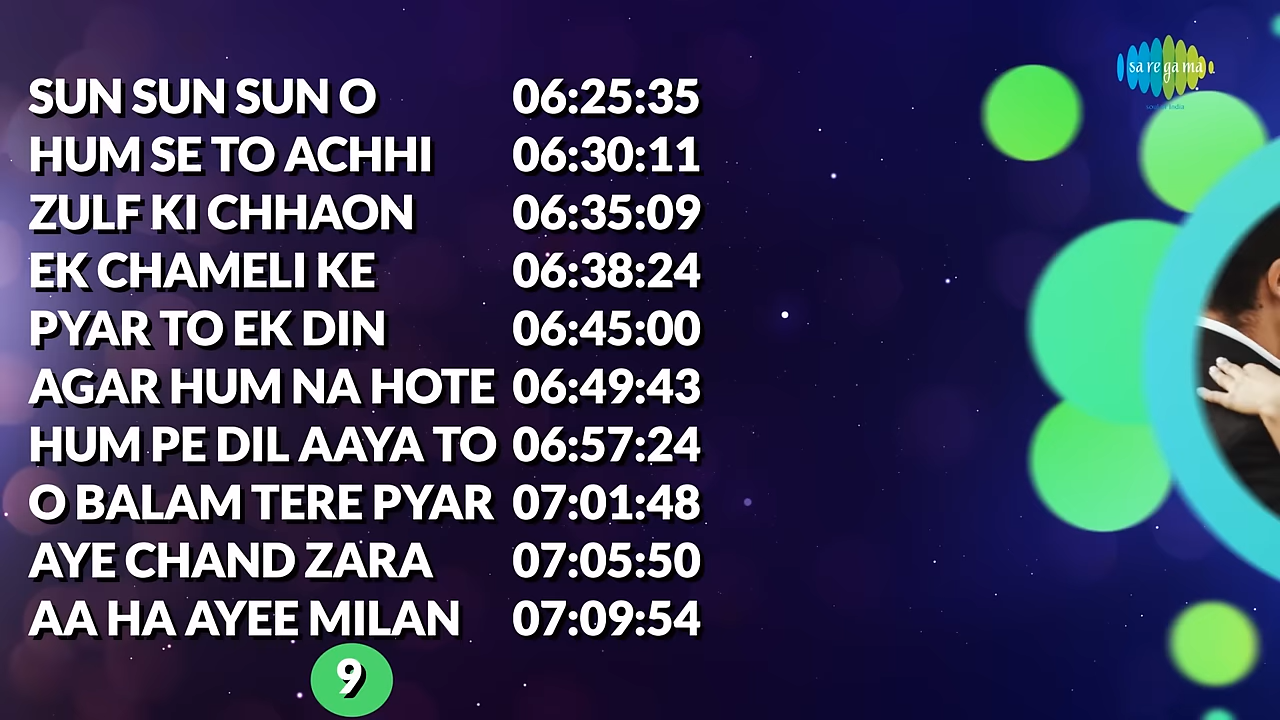 sa re ga ma
soul of India
SUN SUN SUN O 06:25:35
HUM SE TO ACHHI 06:30:11
ZULF KI CHHAON 06:35:09
EK CHAMELI KE 06:38:24
PYAR TO EK DIN 06:45:00
AGAR HUM NA HOTE 06:49:43
HUM PE DIL AAYA TO 06:57:24
O BALAM TERE PYAR 07:01:48
AYE CHAND ZARA 07:05:50
AA HA AYEE MILAN 07:09:54
9